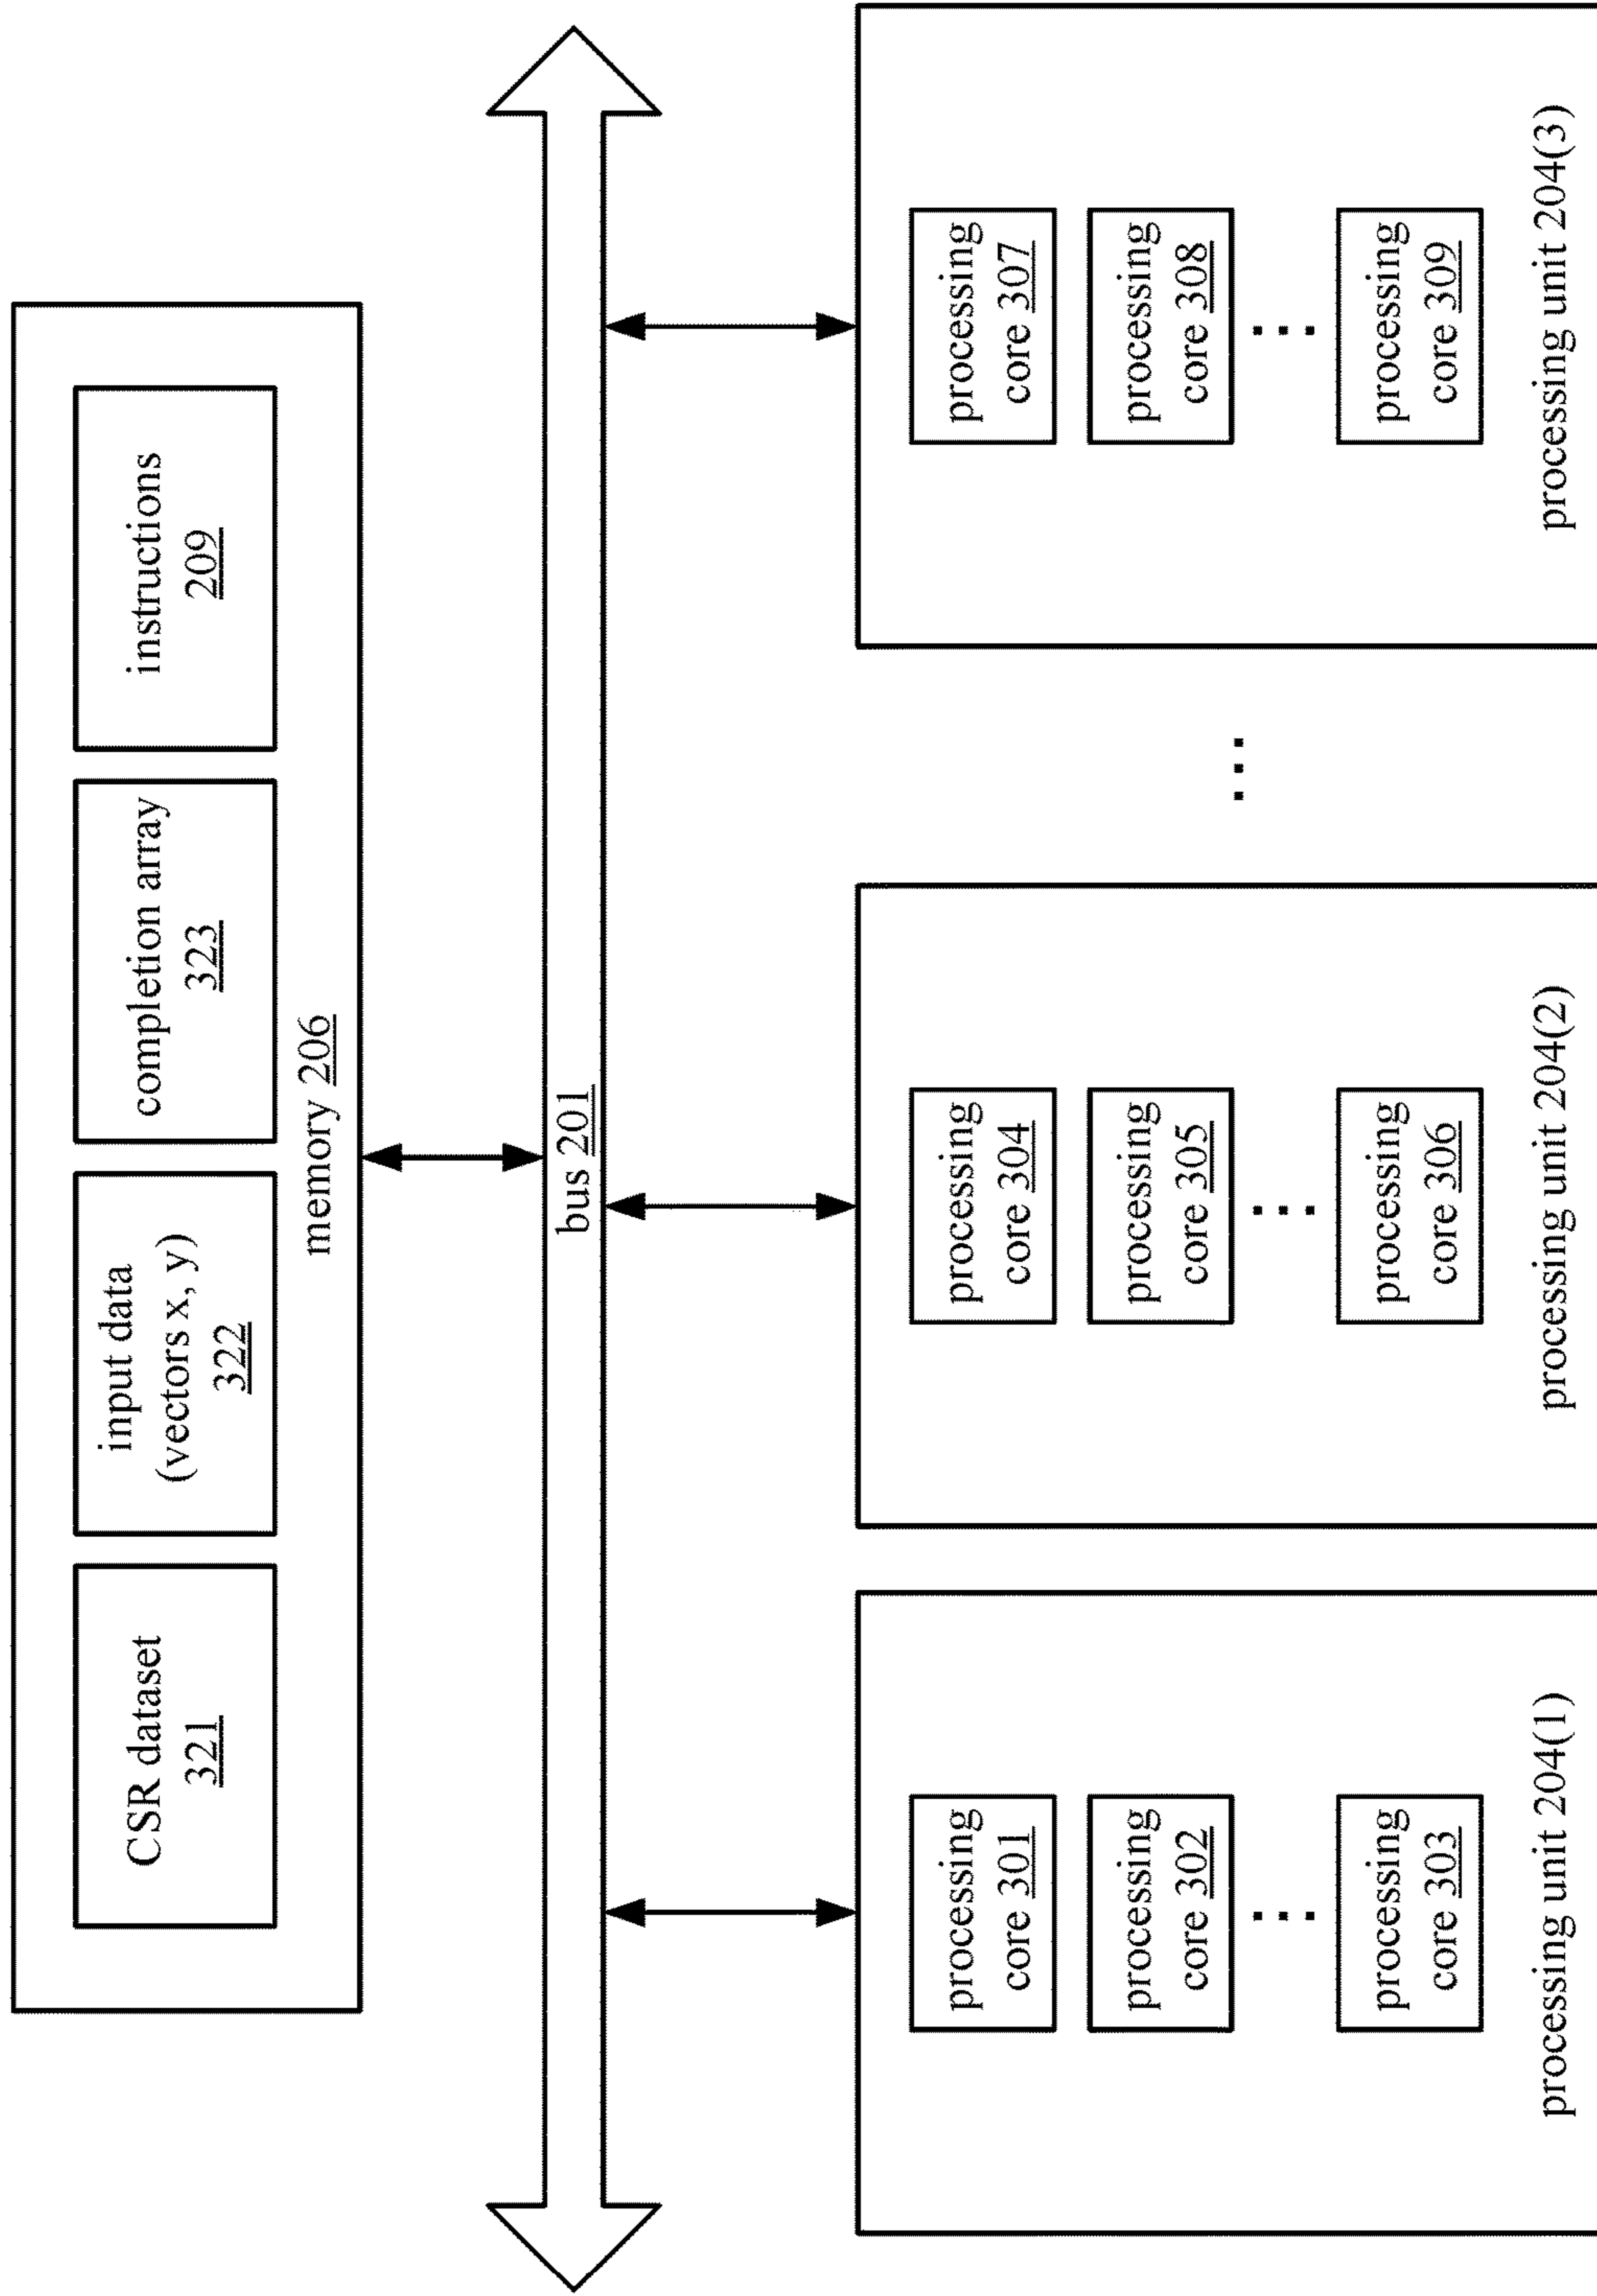 CSR dataset
321
input data
(vectors x, y)
322
completion array
323
instructions
209
memory 206
bus 201
processing
core 301
processing
core 302
processing
core 303
processing unit 204(1)
processing
core 304
processing
core 305
processing
core 306
processing unit 204(2)
processing
core 307
processing
core 308
processing
core 309
processing unit 204(3)